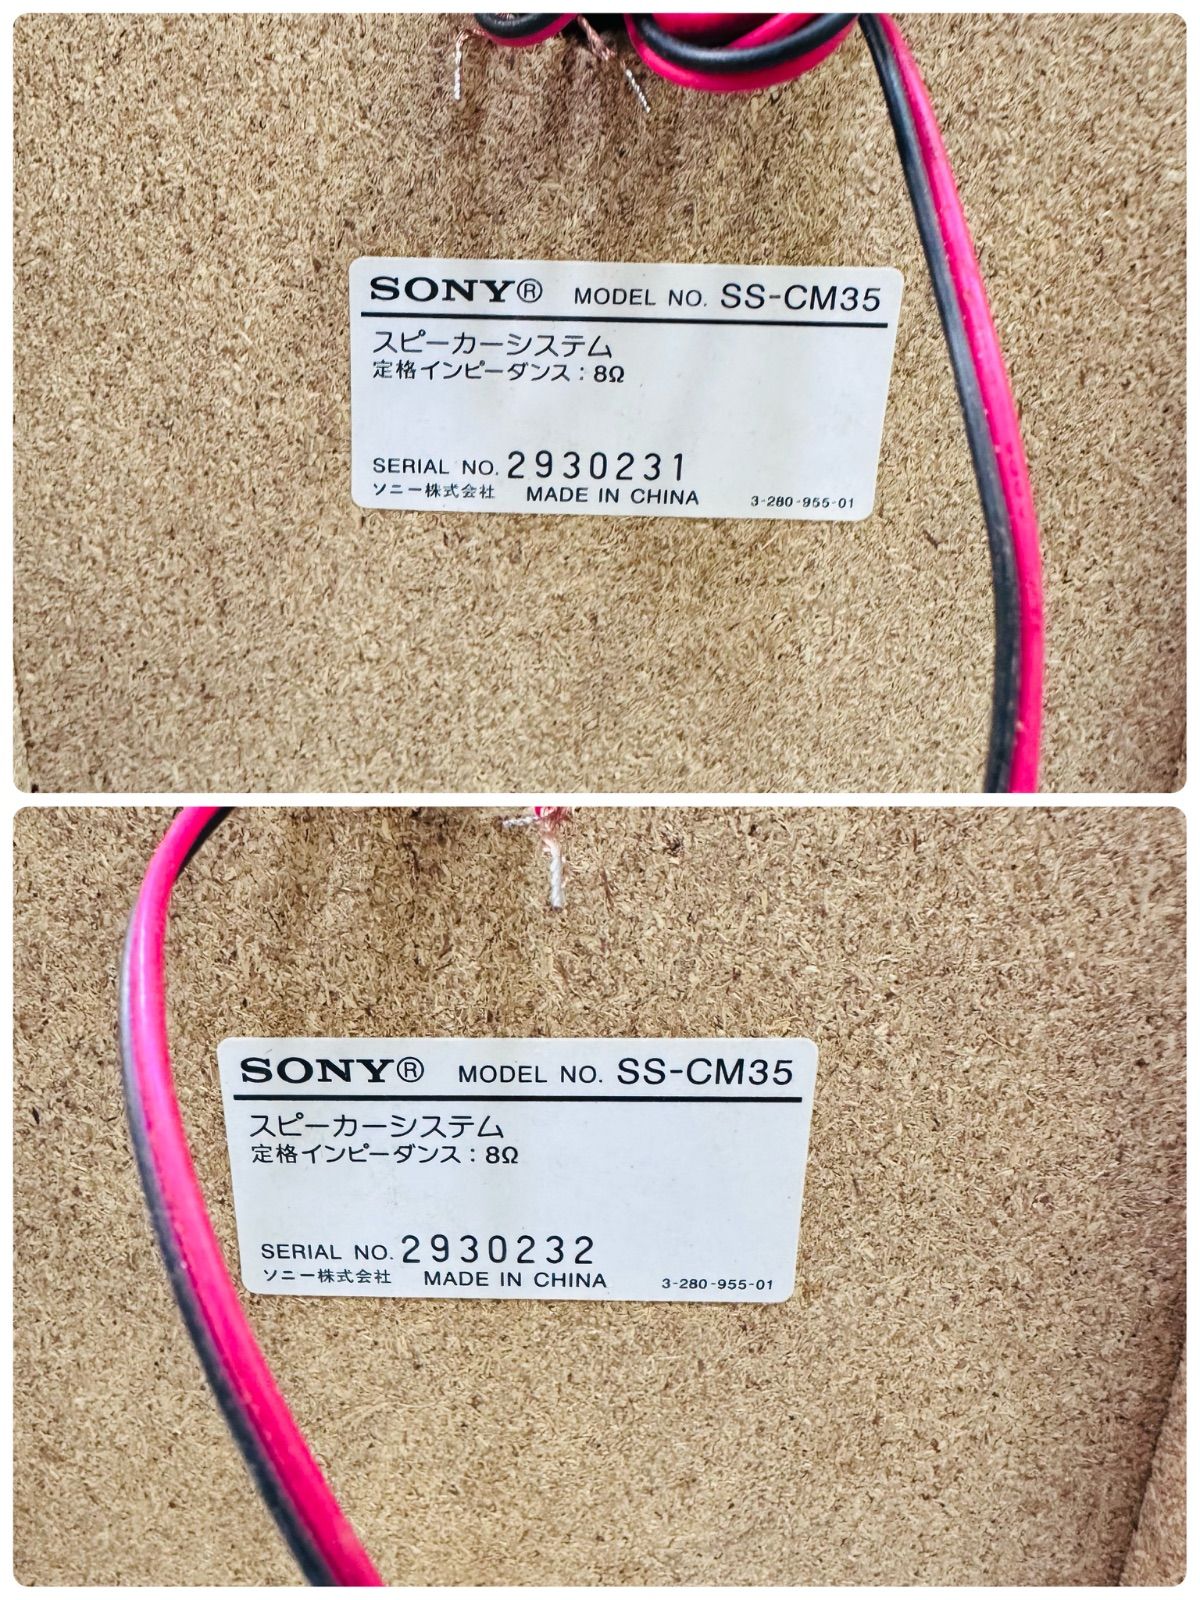 SONY® MODEL NO. SS-CM35
スピーカーシステム
定格インピーダンス：8Ω
SERIAL NO. 2930231
ソニー株式会社 MADE IN CHINA 3-280-955-01
SONY® MODEL NO. SS-CM35
スピーカーシステム
定格インピーダンス：8Ω
SERIAL NO. 2930232
ソニー株式会社 MADE IN CHINA 3-280-955-01